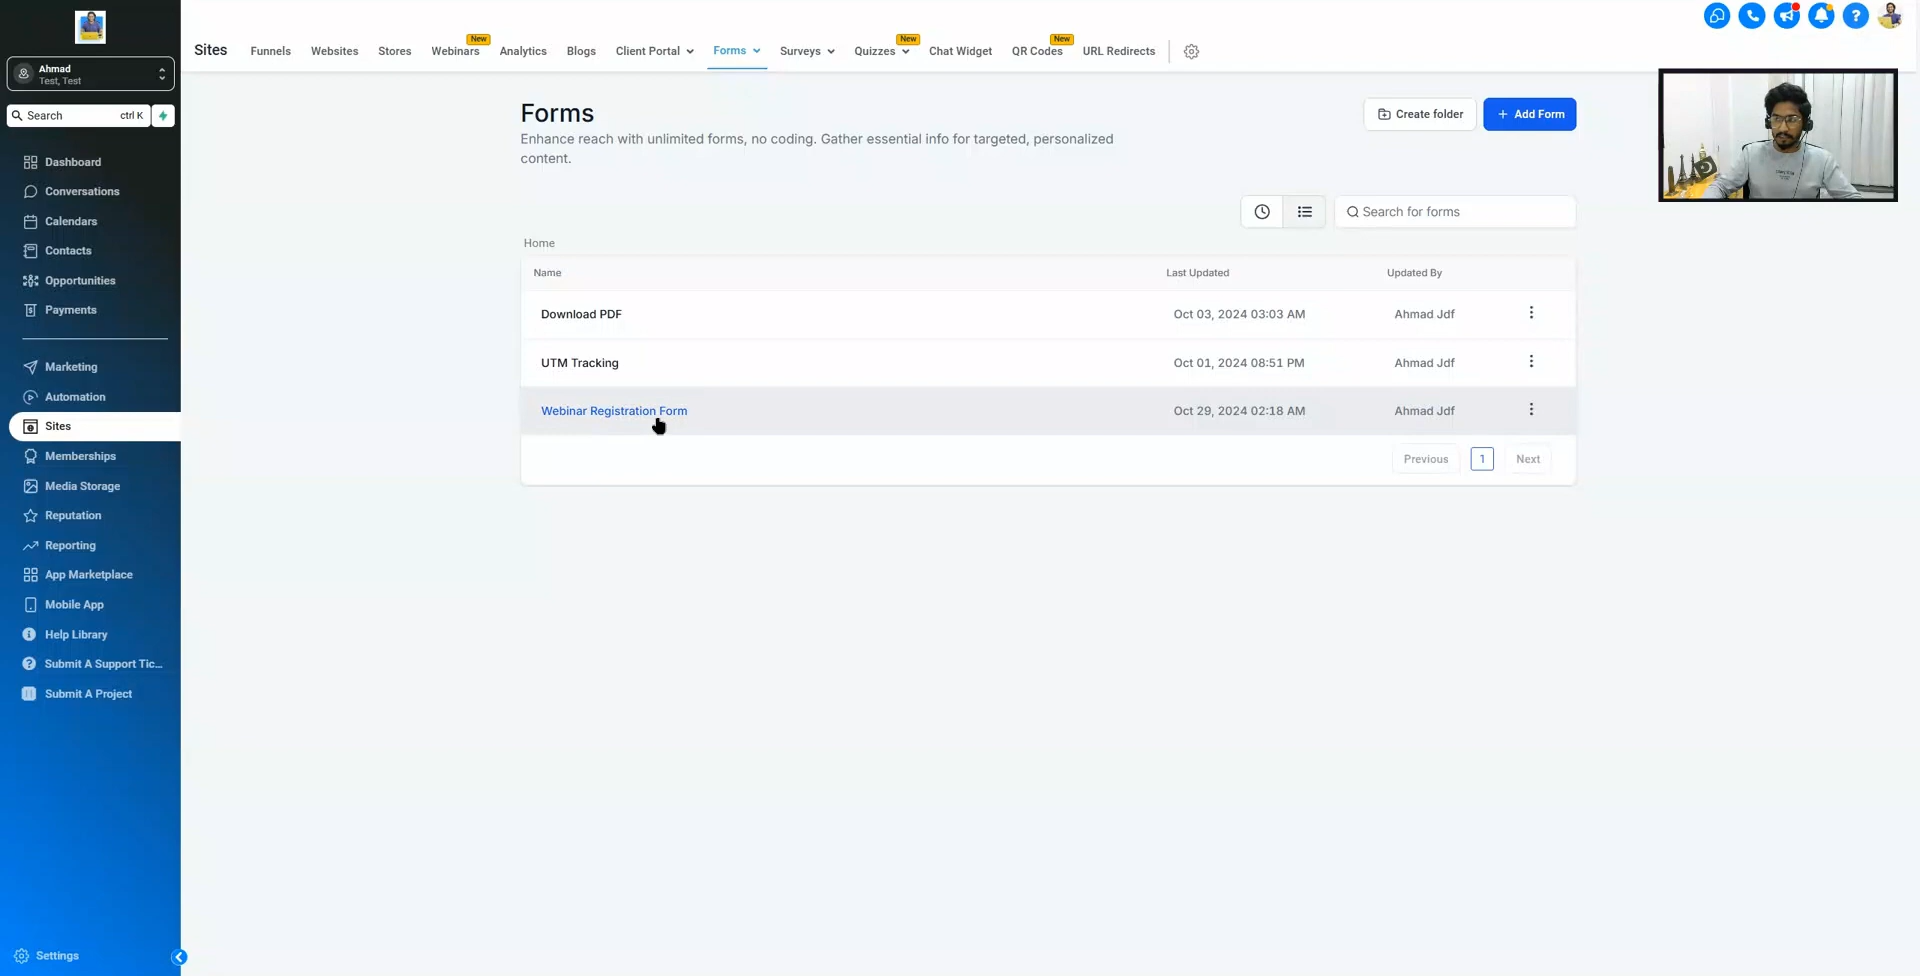 Ahmad
Test, Test
Search ctrl K
Dashboard
Conversations
Calendars
Contacts
Opportunities
Payments
Marketing
Automation
Sites
Memberships
Media Storage
Reputation
Reporting
App Marketplace
Mobile App
Help Library
Submit A Support Tic...
Submit A Project
Settings
New New New
Sites Funnels Websites Stores Webinars Analytics Blogs Client Portal Forms Surveys Quizzes Chat Widget QR Codes URL Redirects
Forms
Create folder + Add Form
Enhance reach with unlimited forms, no coding. Gather essential info for targeted, personalized
content.
Search for forms
Home
Name Last Updated Updated By
Download PDF Oct 03, 2024 03:03 AM Ahmad Jdf
UTM Tracking Oct 01, 2024 08:51 PM Ahmad Jdf
Webinar Registration Form Oct 29, 2024 02:18 AM Ahmad Jdf
Previous 1 Next